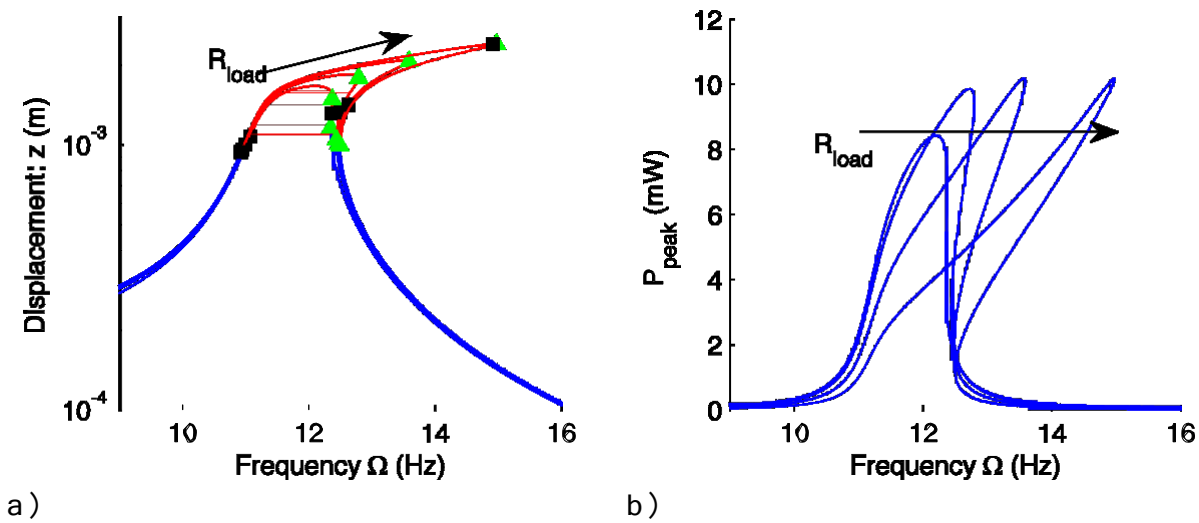 R_load
Displacement: z (m)
10^-3
10^-4
10 12 14 16
Frequency Ω (Hz)
a)
12
10
8
6
4
2
0
R_load
P_peak (mW)
10 12 14 16
Frequency Ω (Hz)
b)